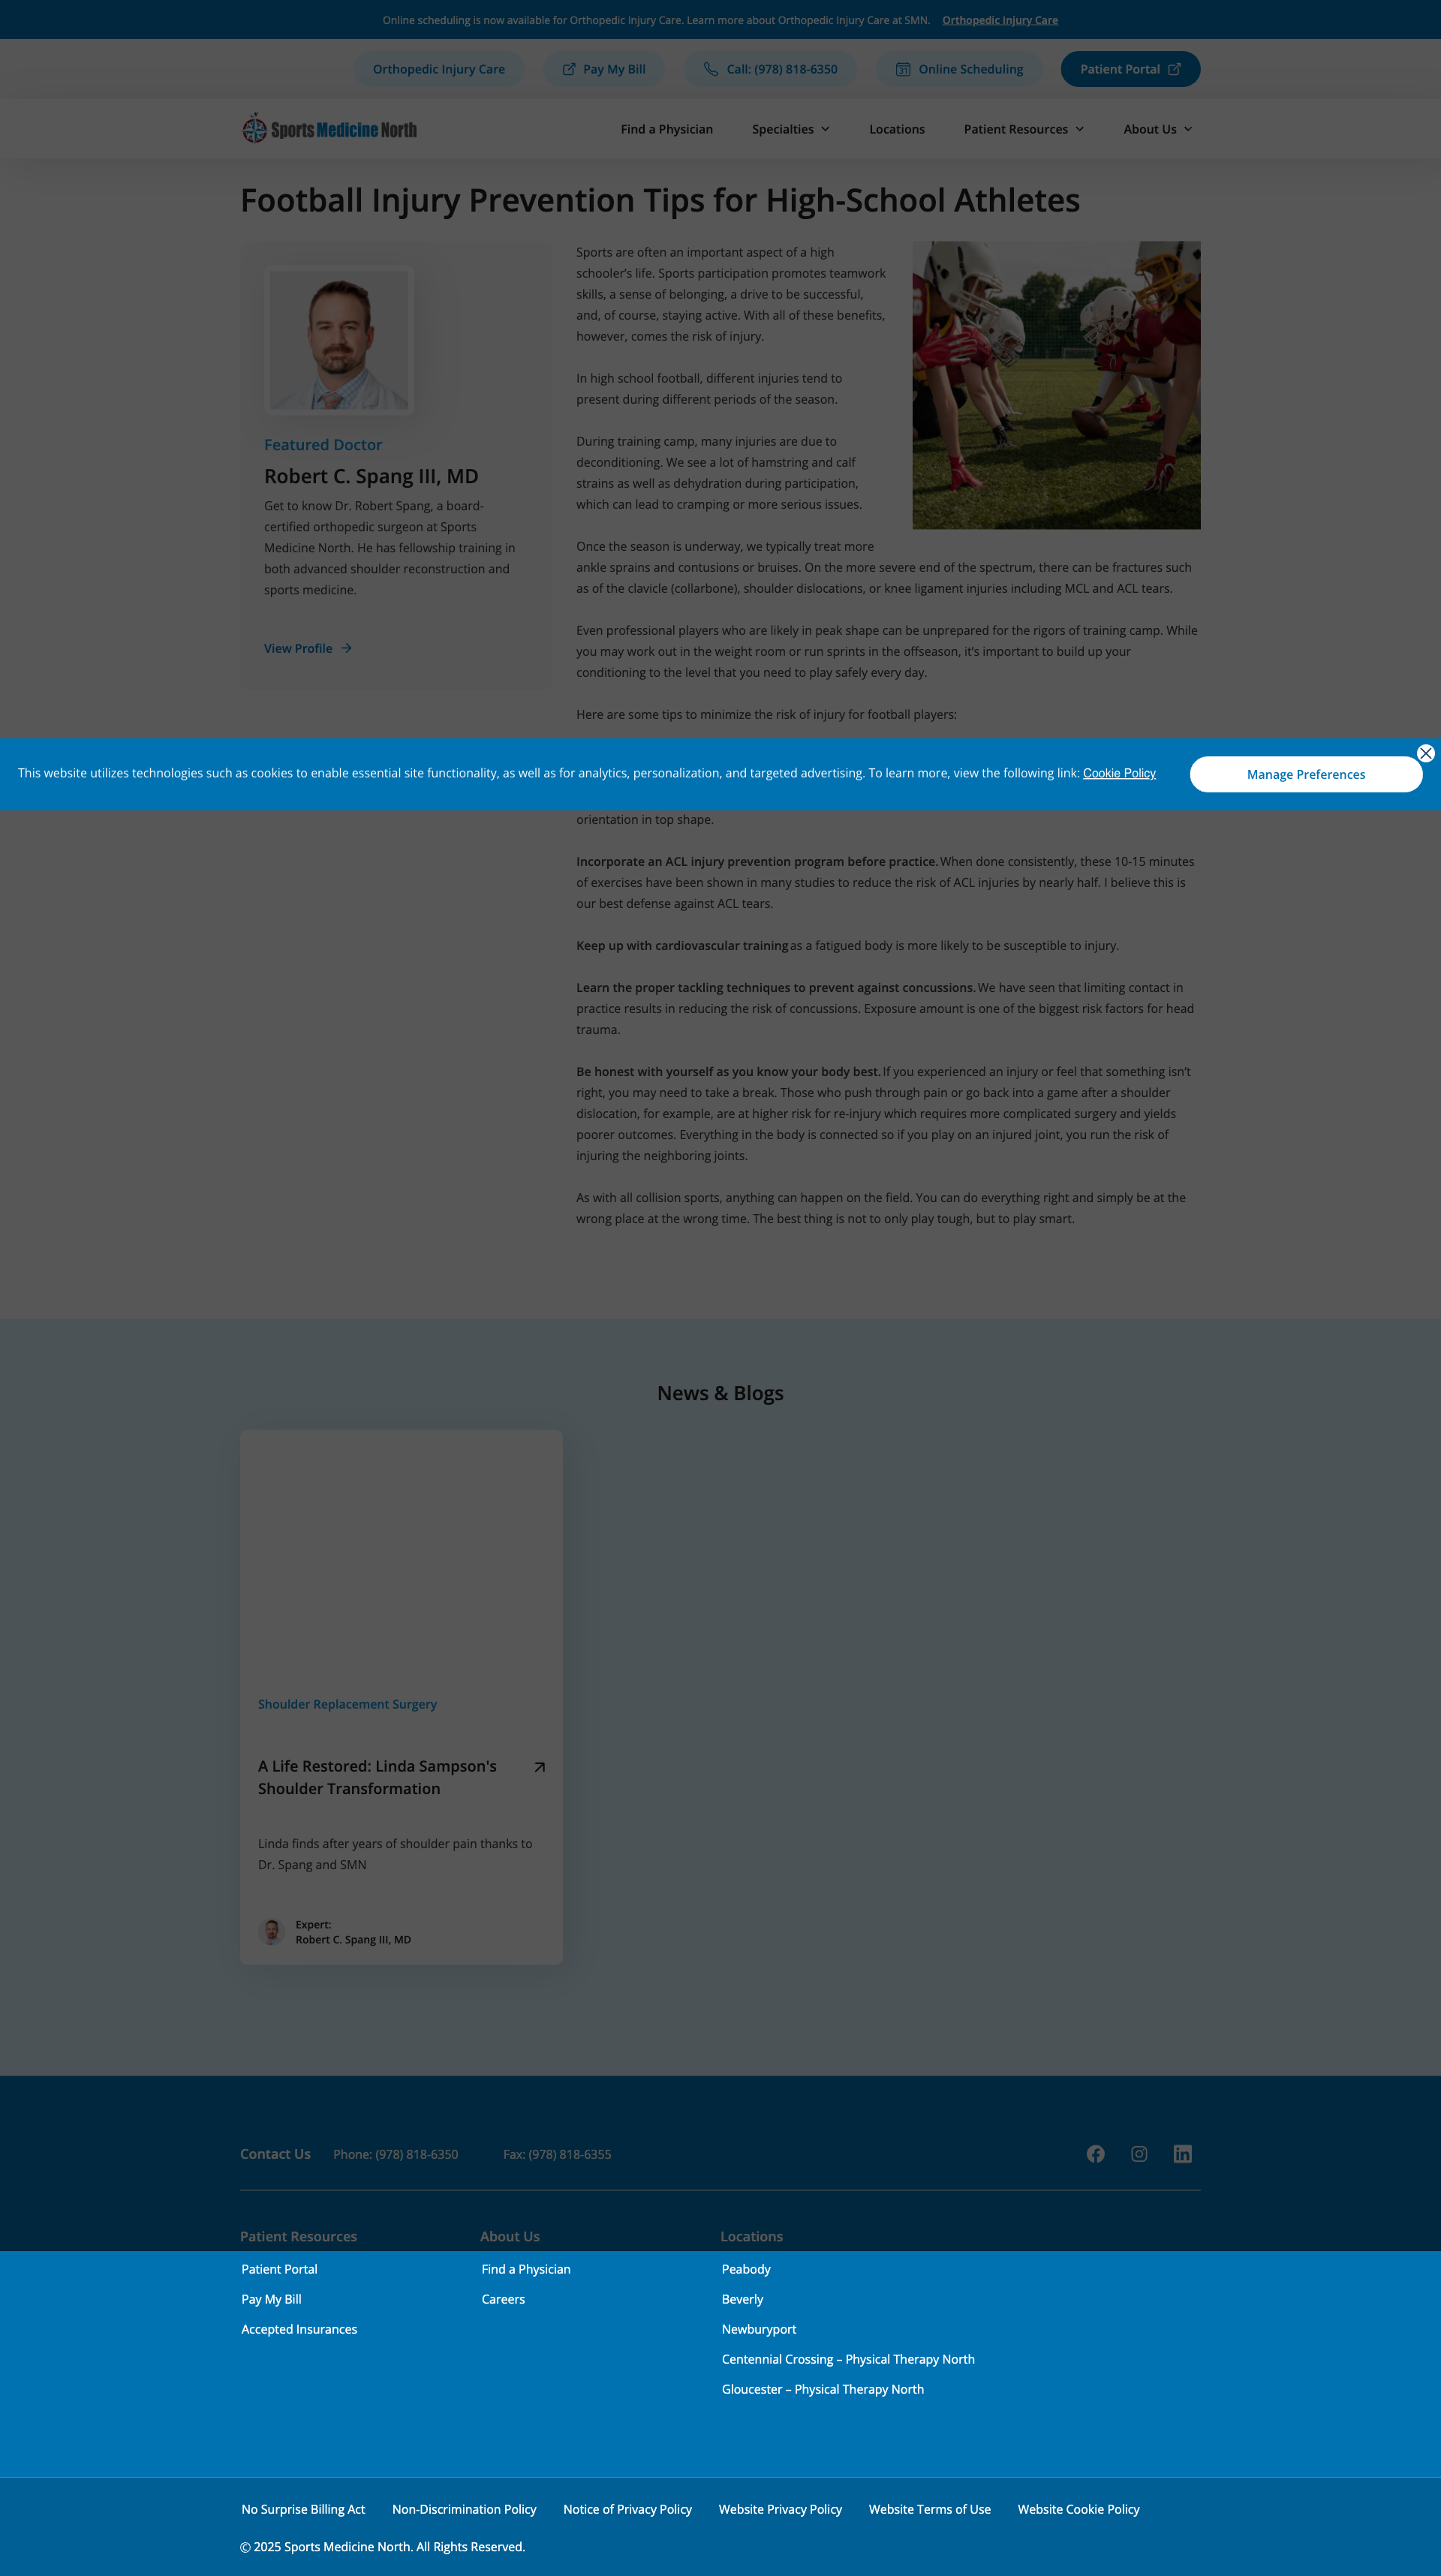 Online scheduling is now available for Orthopedic Injury Care. Learn more about Orthopedic Injury Care at SMN. Orthopedic Injury Care
Orthopedic Injury Care
Pay My Bill
Call: (978) 818-6350
Online Scheduling
Patient Portal
Sports Medicine North
Find a Physician
Specialties
Locations
Patient Resources
About Us
Football Injury Prevention Tips for High-School Athletes
Featured Doctor
Robert C. Spang III, MD
Get to know Dr. Robert Spang, a board-
certified orthopedic surgeon at Sports
Medicine North. He has fellowship training in
both advanced shoulder reconstruction and
sports medicine.
View Profile
Sports are often an important aspect of a high
schooler's life. Sports participation promotes teamwork
skills, a sense of belonging, a drive to be successful,
and, of course, staying active. With all of these benefits,
however, comes the risk of injury.
In high school football, different injuries tend to
present during different periods of the season.
During training camp, many injuries are due to
deconditioning. We see a lot of hamstring and calf
strains as well as dehydration during participation,
which can lead to cramping or more serious issues.
Once the season is underway, we typically treat more
ankle sprains and contusions or bruises. On the more severe end of the spectrum, there can be fractures such
as of the clavicle (collarbone), shoulder dislocations, or knee ligament injuries including MCL and ACL tears.
Even professional players who are likely in peak shape can be unprepared for the rigors of training camp. While
you may work out in the weight room or run sprints in the offseason, it's important to build up your
conditioning to the level that you need to play safely every day.
Here are some tips to minimize the risk of injury for football players:
This website utilizes technologies such as cookies to enable essential site functionality, as well as for analytics, personalization, and targeted advertising. To learn more, view the following link: Cookie Policy
Manage Preferences
orientation in top shape.
Incorporate an ACL injury prevention program before practice. When done consistently, these 10-15 minutes
of exercises have been shown in many studies to reduce the risk of ACL injuries by nearly half. I believe this is
our best defense against ACL tears.
Keep up with cardiovascular training as a fatigued body is more likely to be susceptible to injury.
Learn the proper tackling techniques to prevent against concussions. We have seen that limiting contact in
practice results in reducing the risk of concussions. Exposure amount is one of the biggest risk factors for head
trauma.
Be honest with yourself as you know your body best. If you experienced an injury or feel that something isn't
right, you may need to take a break. Those who push through pain or go back into a game after a shoulder
dislocation, for example, are at higher risk for re-injury which requires more complicated surgery and yields
poorer outcomes. Everything in the body is connected so if you play on an injured joint, you run the risk of
injuring the neighboring joints.
As with all collision sports, anything can happen on the field. You can do everything right and simply be at the
wrong place at the wrong time. The best thing is not to only play tough, but to play smart.
News & Blogs
Shoulder Replacement Surgery
A Life Restored: Linda Sampson's
Shoulder Transformation
Linda finds after years of shoulder pain thanks to
Dr. Spang and SMN
Expert:
Robert C. Spang III, MD
Contact Us
Phone: (978) 818-6350
Fax: (978) 818-6355
Patient Resources
Patient Portal
Pay My Bill
Accepted Insurances
About Us
Find a Physician
Careers
Locations
Peabody
Beverly
Newburyport
Centennial Crossing – Physical Therapy North
Gloucester – Physical Therapy North
No Surprise Billing Act
Non-Discrimination Policy
Notice of Privacy Policy
Website Privacy Policy
Website Terms of Use
Website Cookie Policy
© 2025 Sports Medicine North. All Rights Reserved.